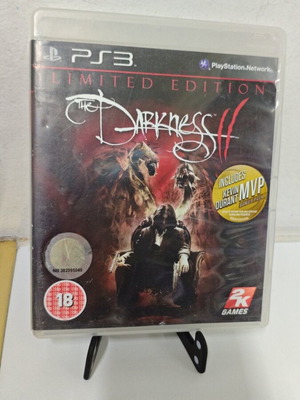 PS3
PlayStation Network
LIMITED EDITION
THE
DARKNESS II
INCLUDES
KEVIN
DURANT
MVP
18
2K
GAMES